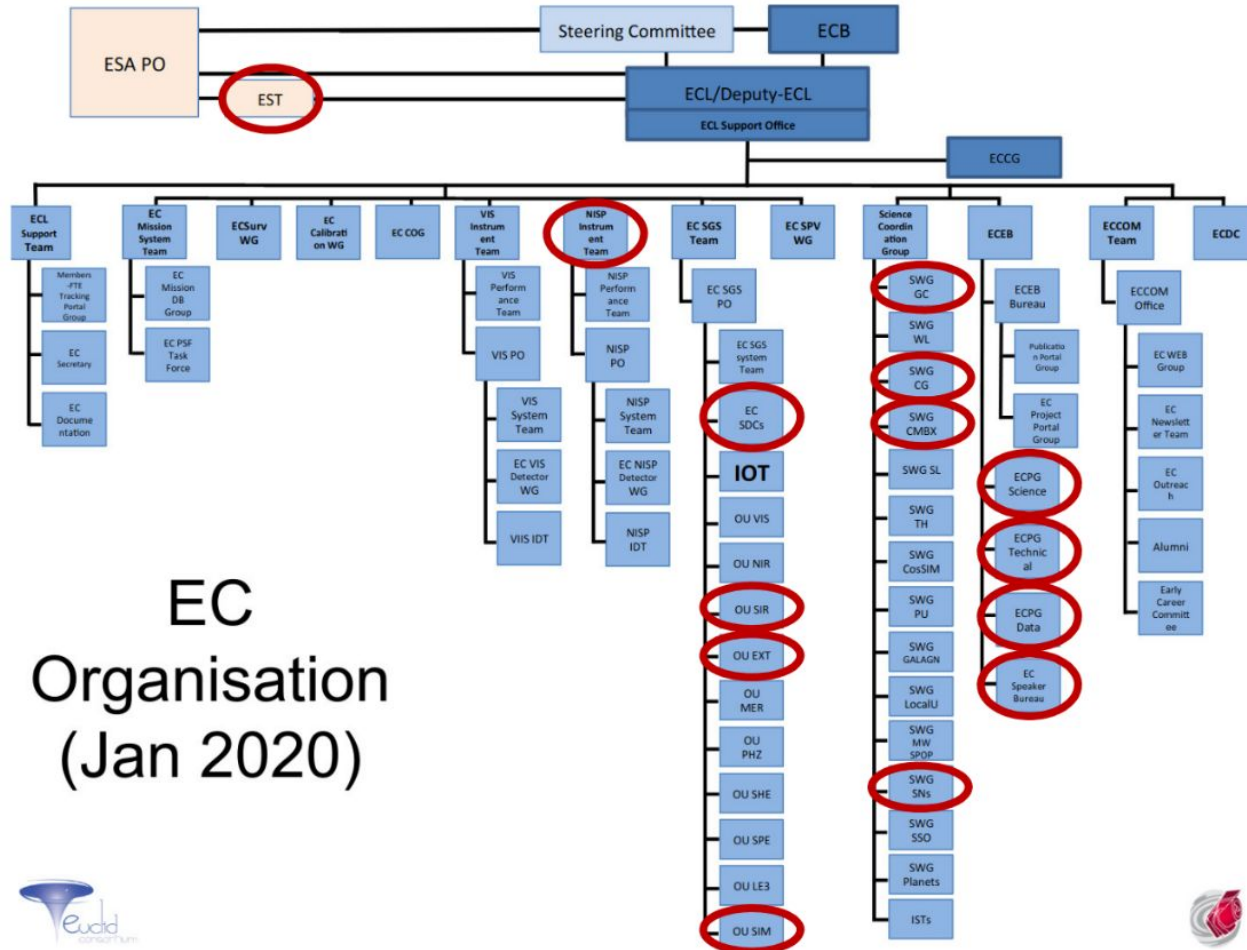 Steering Committee
ECB
ESA PO
EST
ECL/Deputy-ECL
ECL Support Office
ECCG
ECL
Support
Team
EC
Mission
System
Team
ECSurv
WG
EC
Calibrati
on WG
EC COG
VIS
Instrum
ent
Team
NISP
Instrum
ent
Team
EC SGS
Team
EC SPV
WG
Science
Coordinat
ion
Group
ECEB
ECCOM
Team
ECDC
Members
-FTE
Tracking
Portal
Group
EC
Secretary
EC
Docume
ntation
EC
Mission
DB
Group
EC PSF
Task
Force
VIS
Perform
ance
Team
VIS PO
VIS
System
Team
EC VIS
Detector
WG
VIIS IDT
NISP
Perform
ance
Team
NISP
PO
NISP
System
Team
EC NISP
Detector
WG
NISP
IDT
EC SGS
PO
EC SGS
system
Team
EC
SDCs
IOT
OU VIS
OU NIR
OU SIR
OU EXT
OU
MER
OU
PHZ
OU SHE
OU SPE
OU LE3
OU SIM
SWG
GC
SWG
WL
SWG
CG
SWG
CMBX
SWG SL
SWG
TH
SWG
CosSIM
SWG
PU
SWG
GALAGN
SWG
LocalU
SWG
MW
SPOP
SWG
SNs
SWG
SSO
SWG
Planets
ISTs
ECEB
Bureau
Publicatio
n Portal
Group
EC
Project
Portal
Group
ECPG
Science
ECPG
Technic
al
ECPG
Data
EC
Speaker
Bureau
ECCOM
Office
EC WEB
Group
EC
Newslett
er Team
EC
Outreac
h
Alumni
Early
Career
Committ
ee
EC
Organisation
(Jan 2020)
euclid
consortium